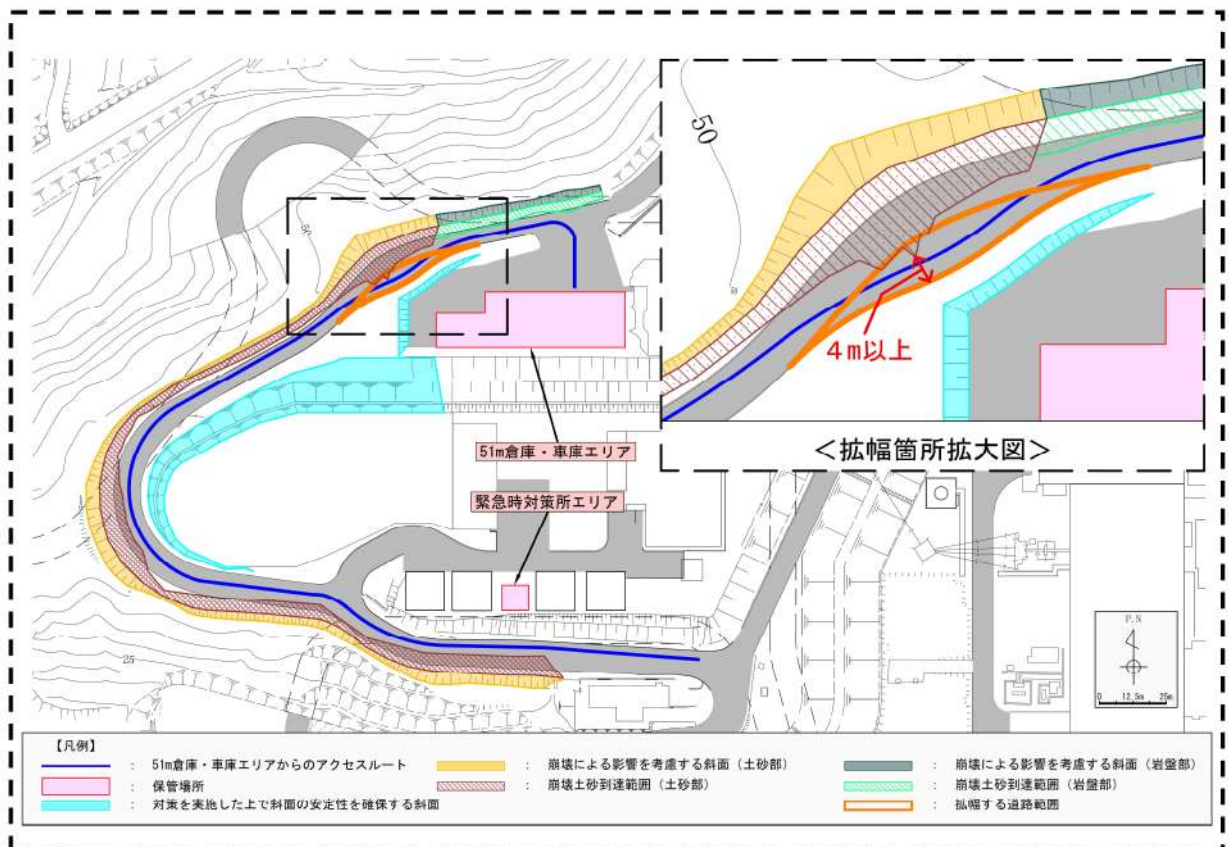 50
4m以上
<拡幅箇所拡大図>
50
51m倉庫・車庫エリア
緊急時対策所エリア
25
P.N
0 12.5m 25m
【凡例】
： 51m倉庫・車庫エリアからのアクセスルート
： 保管場所
： 対策を実施した上で斜面の安定性を確保する斜面
： 崩壊による影響を考慮する斜面（土砂部）
： 崩壊土砂到達範囲（土砂部）
： 崩壊による影響を考慮する斜面（岩盤部）
： 崩壊土砂到達範囲（岩盤部）
： 拡幅する道路範囲